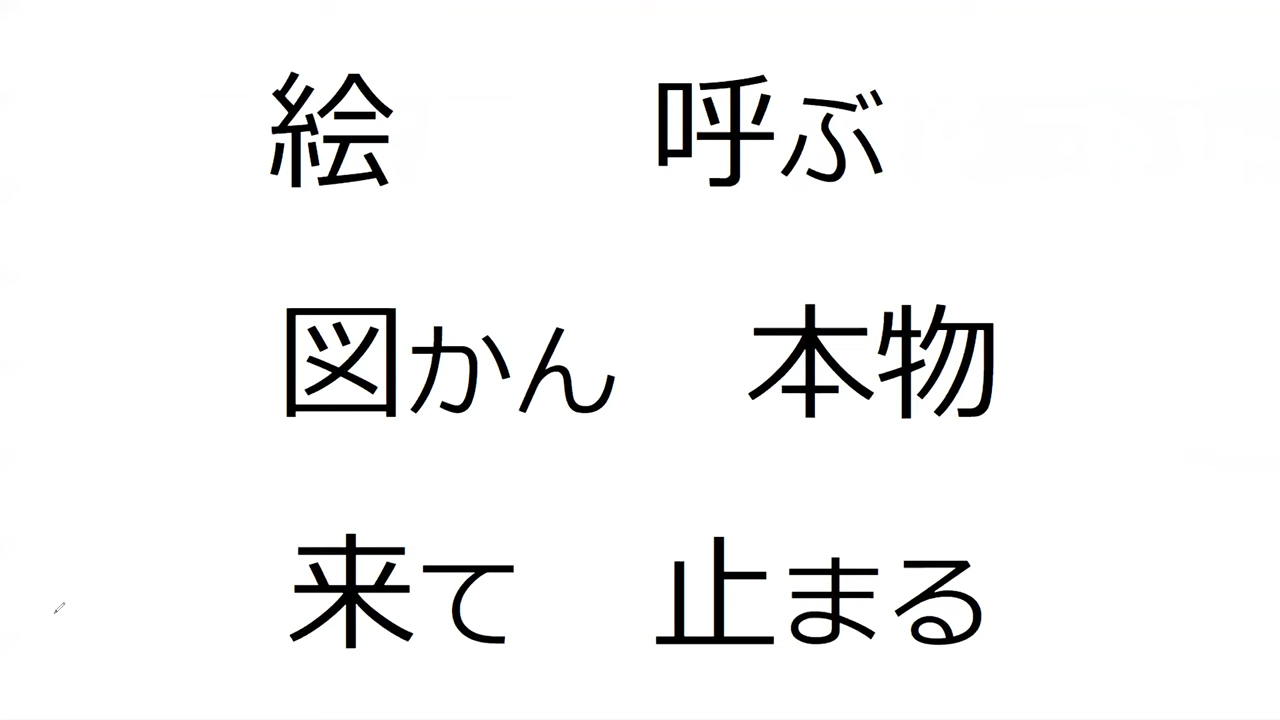 絵 呼ぶ
図かん 本物
来て 止まる